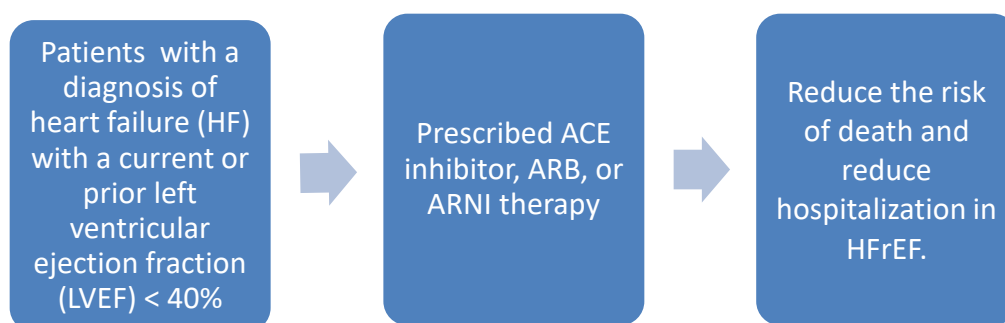 Patients with a
diagnosis of
heart failure (HF)
with a current or
prior left
ventricular
ejection fraction
(LVEF) < 40%
Prescribed ACE
inhibitor, ARB, or
ARNI therapy
Reduce the risk
of death and
reduce
hospitalization in
HFrEF.